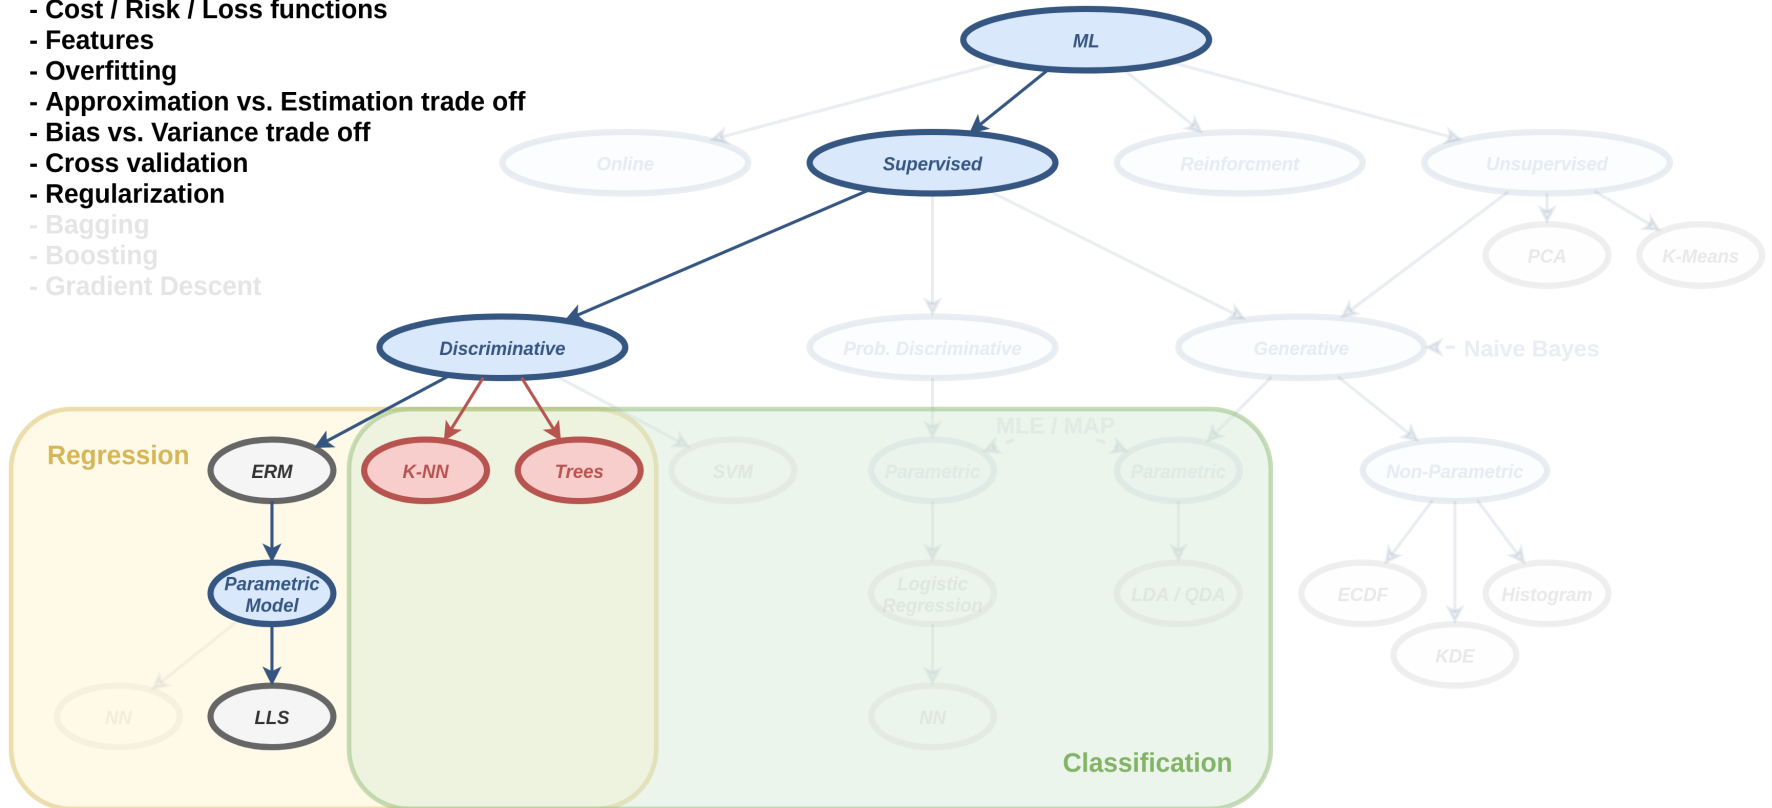 - Cost / Risk / Loss functions
- Features
- Overfitting
- Approximation vs. Estimation trade off
- Bias vs. Variance trade off
- Cross validation
- Regularization
- Bagging
- Boosting
- Gradient Descent
ML
Online
Supervised
Reinforcment
Unsupervised
PCA
K-Means
Discriminative
Prob. Discriminative
Generative
Naive Bayes
Regression
ERM
K-NN
Trees
SVM
MLE / MAP
Parametric
Parametric
Non-Parametric
Parametric
Model
Logistic
Regression
LDA / QDA
ECDF
Histogram
KDE
NN
LLS
NN
Classification